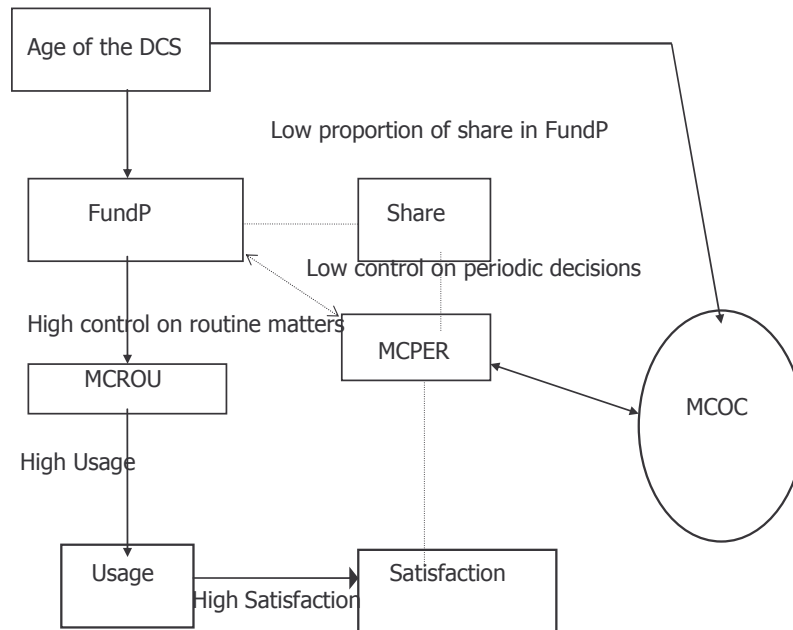 Age of the DCS
Low proportion of share in FundP
FundP
Share
Low control on periodic decisions
High control on routine matters
MCPER
MCROU
MCOC
High Usage
Usage
Satisfaction
High Satisfaction